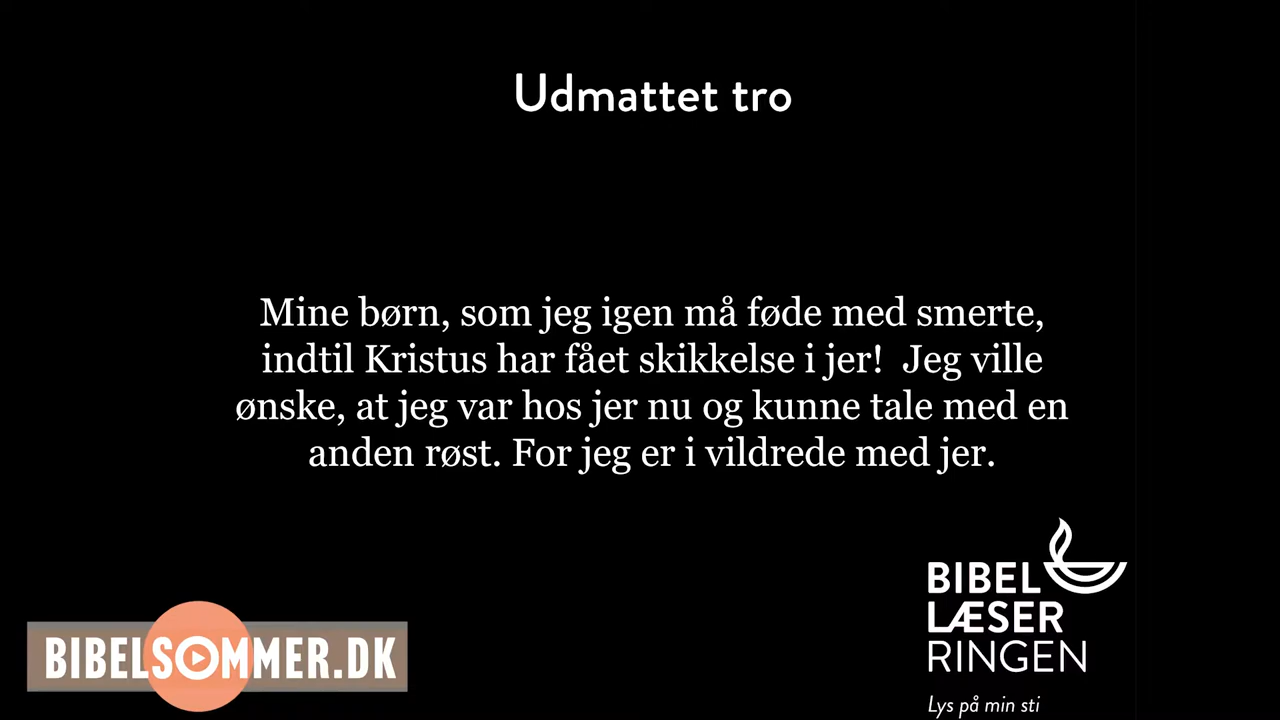 Udmattet tro
Mine børn, som jeg igen må føde med smerte,
indtil Kristus har fået skikkelse i jer!  Jeg ville
ønske, at jeg var hos jer nu og kunne tale med en
anden røst. For jeg er i vildrede med jer.
BIBEL
LÆSER
RINGEN
Lys på min sti
BIBELSOMMER.DK